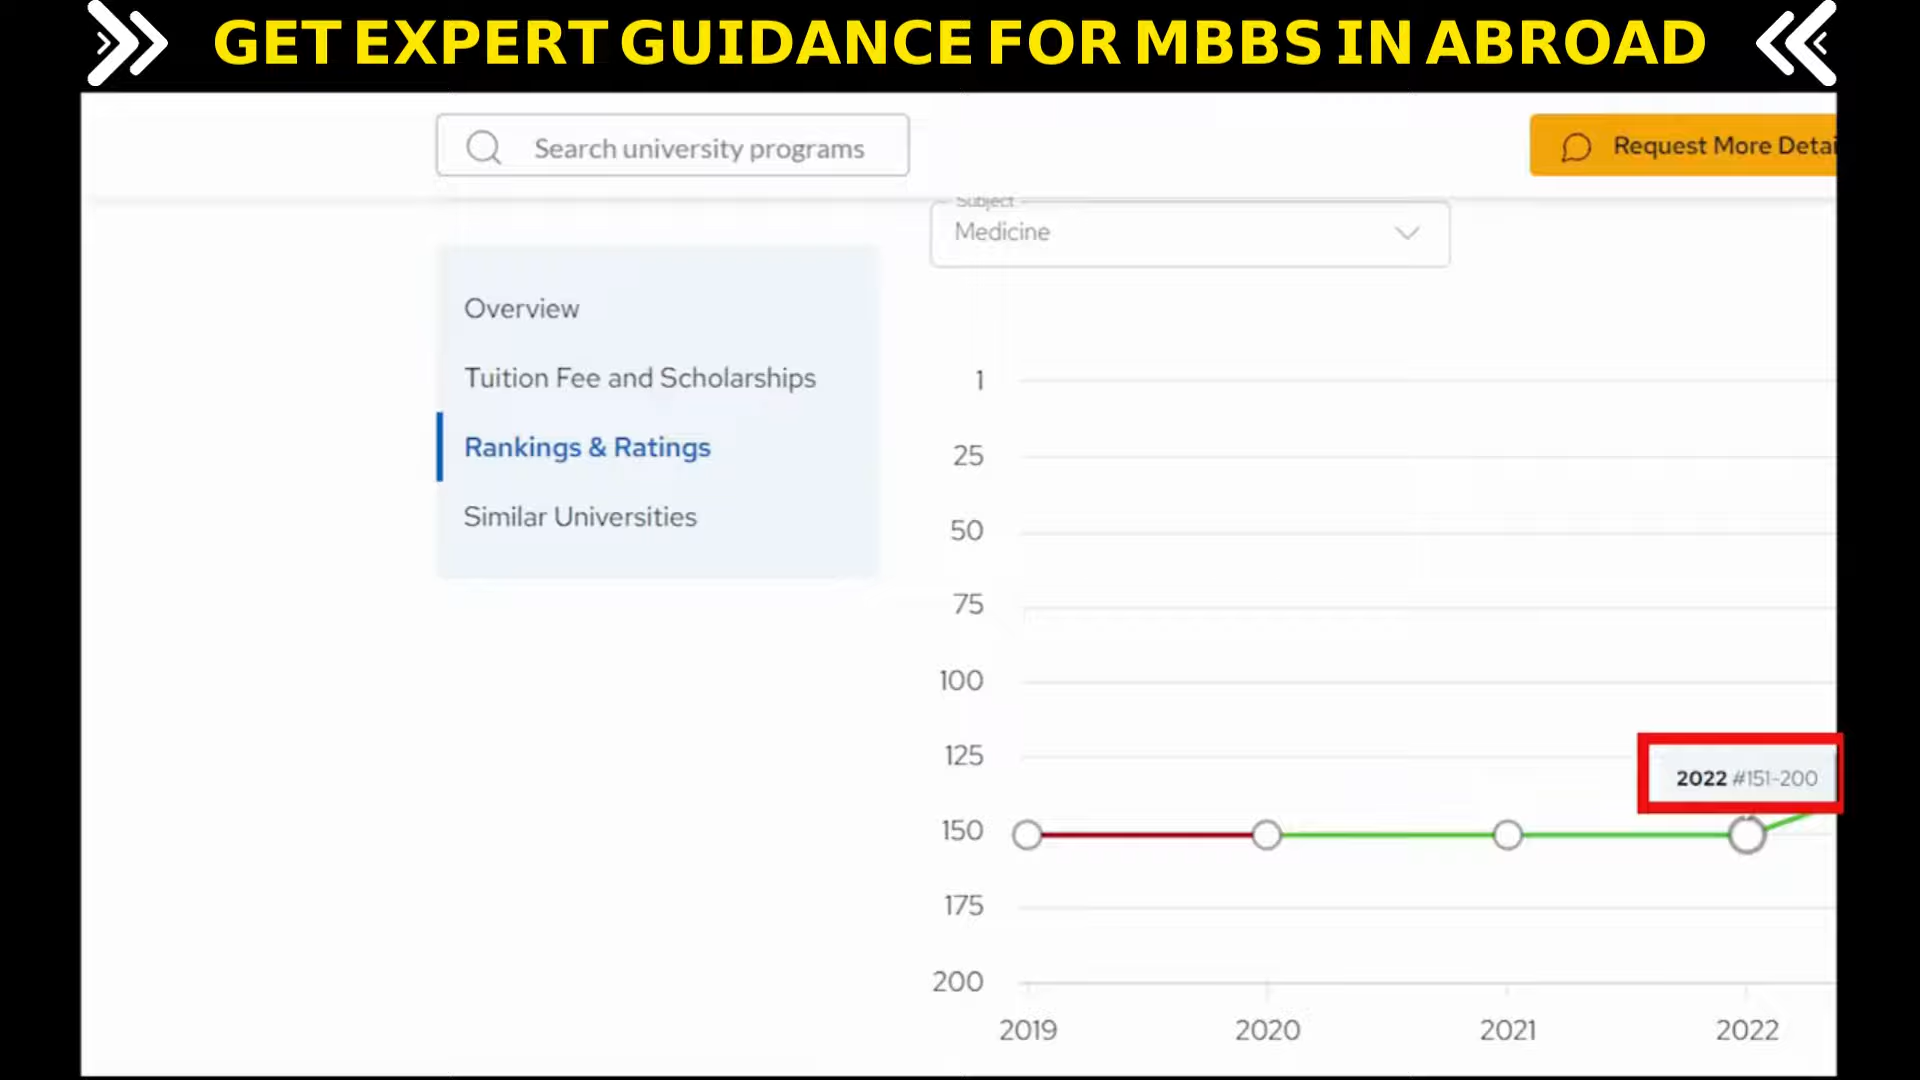 GET EXPERT GUIDANCE FOR MBBS IN ABROAD
Search university programs
Request More Detai
Subject
Medicine
Overview
Tuition Fee and Scholarships
Rankings & Ratings
Similar Universities
1
25
50
75
100
125
2022 #151-200
150
175
200
2019 2020 2021 2022